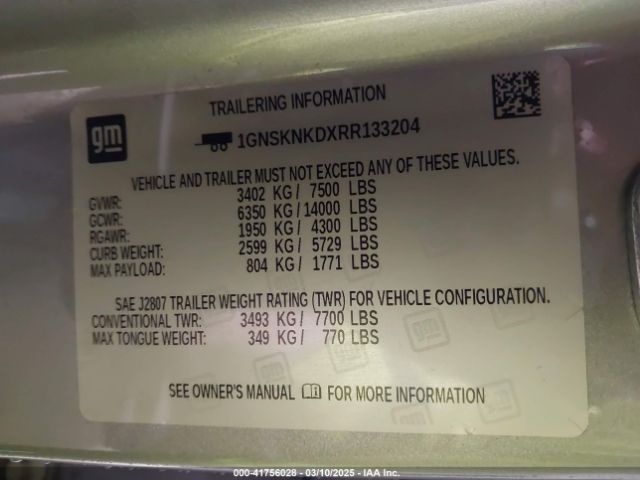 gm
TRAILERING INFORMATION
1GNSKNKDXRR133204
VEHICLE AND TRAILER MUST NOT EXCEED ANY OF THESE VALUES.
GVWR: 3402 KG / 7500 LBS
GCWR: 6350 KG / 14000 LBS
RGAWR: 1950 KG / 4300 LBS
CURB WEIGHT: 2599 KG / 5729 LBS
MAX PAYLOAD: 804 KG / 1771 LBS
SAE J2807 TRAILER WEIGHT RATING (TWR) FOR VEHICLE CONFIGURATION.
CONVENTIONAL TWR: 3493 KG / 7700 LBS
MAX TONGUE WEIGHT: 349 KG / 770 LBS
SEE OWNER'S MANUAL FOR MORE INFORMATION
000-41756028 - 03/10/2025 - IAA Inc.